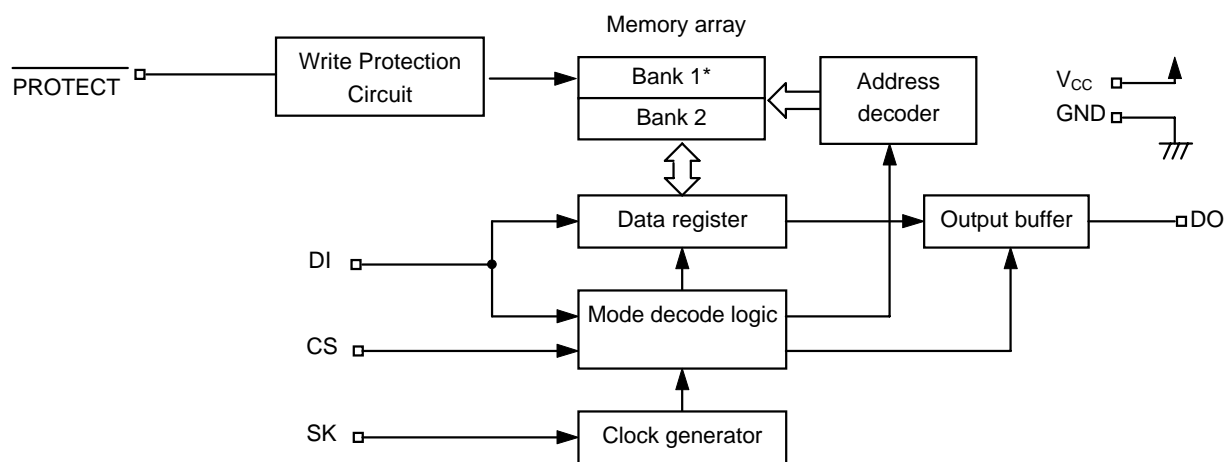 Memory array
PROTECT
Write Protection
Circuit
Bank 1*
Bank 2
Address
decoder
VCC
GND
Data register
Output buffer
DO
DI
Mode decode logic
CS
SK
Clock generator